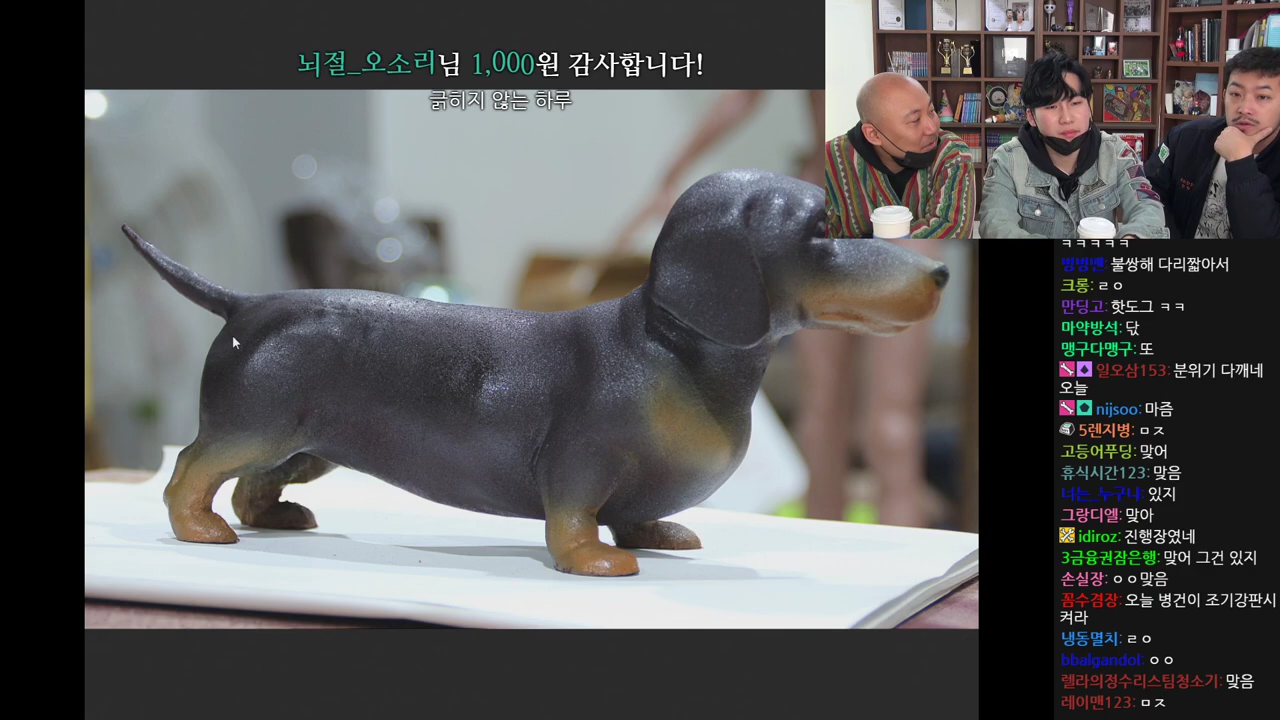 뇌절_오소리님 1,000원 감사합니다!
긁히지 않는 하루
ㅋㅋㅋㅋㅋ
멍멍맨: 불쌍해 다리짧아서
크롱: ㄹㅇ
만딩고: 핫도그 ㅋㅋ
마약방석: 닩
맹구다맹구: 또
일오삼153: 분위기 다깨네
오늘
nijsoo: 마즘
5렌지병: ㅁㅈ
고등어푸딩: 맞어
휴식시간123: 맞음
너는_누구냐: 있지
그랑디엘: 맞아
idiroz: 진행장였네
3금융권잠은행: 맞어 그건 있지
손실장: ㅇㅇ맞음
꼼수겸장: 오늘 병건이 조기강판시
켜라
냉동멸치: ㄹㅇ
bbalgandol: ㅇㅇ
렐라의정수리스팀청소기: 맞음
레이맨123: ㅁㅈ